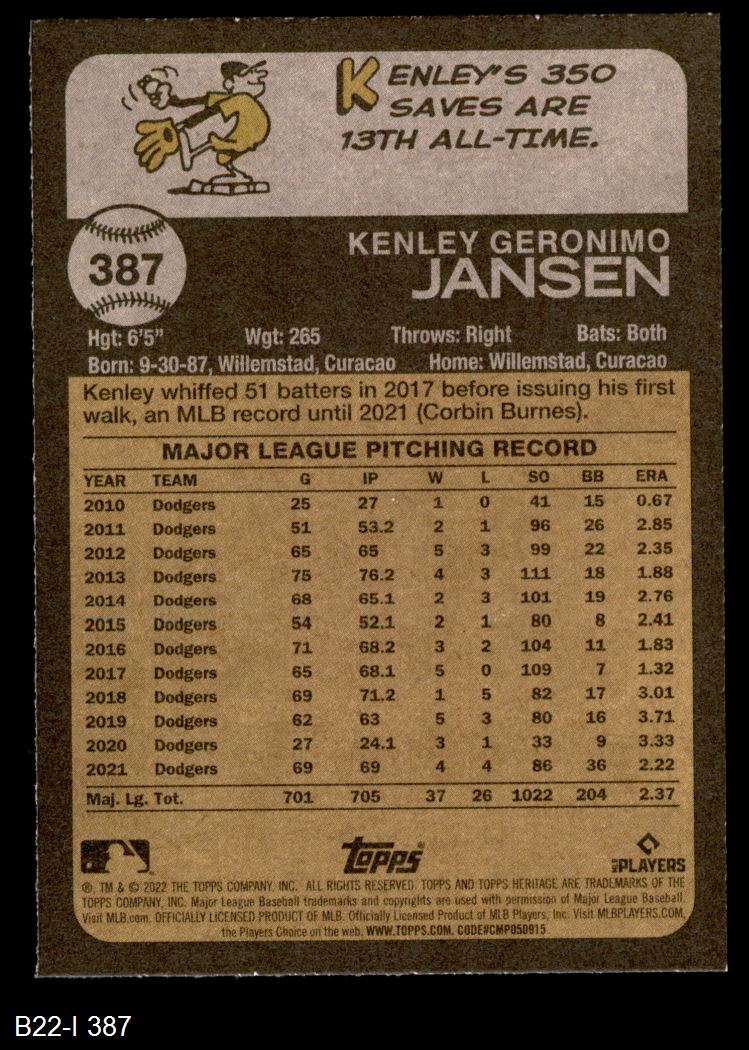 KENLEY'S 350
SAVES ARE
13TH ALL-TIME.
387
KENLEY GERONIMO
JANSEN
Hgt: 6'5" Wgt: 265 Throws: Right Bats: Both
Born: 9-30-87, Willemstad, Curacao Home: Willemstad, Curacao
Kenley whiffed 51 batters in 2017 before issuing his first
walk, an MLB record until 2021 (Corbin Burnes).
MAJOR LEAGUE PITCHING RECORD
YEAR TEAM G IP W L SO BB ERA
2010 Dodgers 25 27 1 0 41 15 0.67
2011 Dodgers 51 53.2 2 1 96 26 2.85
2012 Dodgers 65 65 5 3 99 22 2.35
2013 Dodgers 75 76.2 4 3 111 18 1.88
2014 Dodgers 68 65.1 2 3 101 19 2.76
2015 Dodgers 54 52.1 2 1 80 8 2.41
2016 Dodgers 71 68.2 3 2 104 11 1.83
2017 Dodgers 65 68.1 5 0 109 7 1.32
2018 Dodgers 69 71.2 1 5 82 17 3.01
2019 Dodgers 62 63 5 3 80 16 3.71
2020 Dodgers 27 24.1 3 1 33 9 3.33
2021 Dodgers 69 69 4 4 86 36 2.22
Maj. Lg. Tot. 701 705 37 26 1022 204 2.37
Topps
MLB PLAYERS
®, TM & © 2022 THE TOPPS COMPANY, INC. ALL RIGHTS RESERVED. TOPPS AND TOPPS HERITAGE ARE TRADEMARKS OF THE
TOPPS COMPANY, INC. Major League Baseball trademarks and copyrights are used with permission of Major League Baseball.
Visit MLB.com. OFFICIALLY LICENSED PRODUCT OF MLB. Officially Licensed Product of MLB Players, Inc. Visit MLBPLAYERS.COM,
the Players Choice on the web. WWW.TOPPS.COM. CODE#CMP050915
B22-I 387